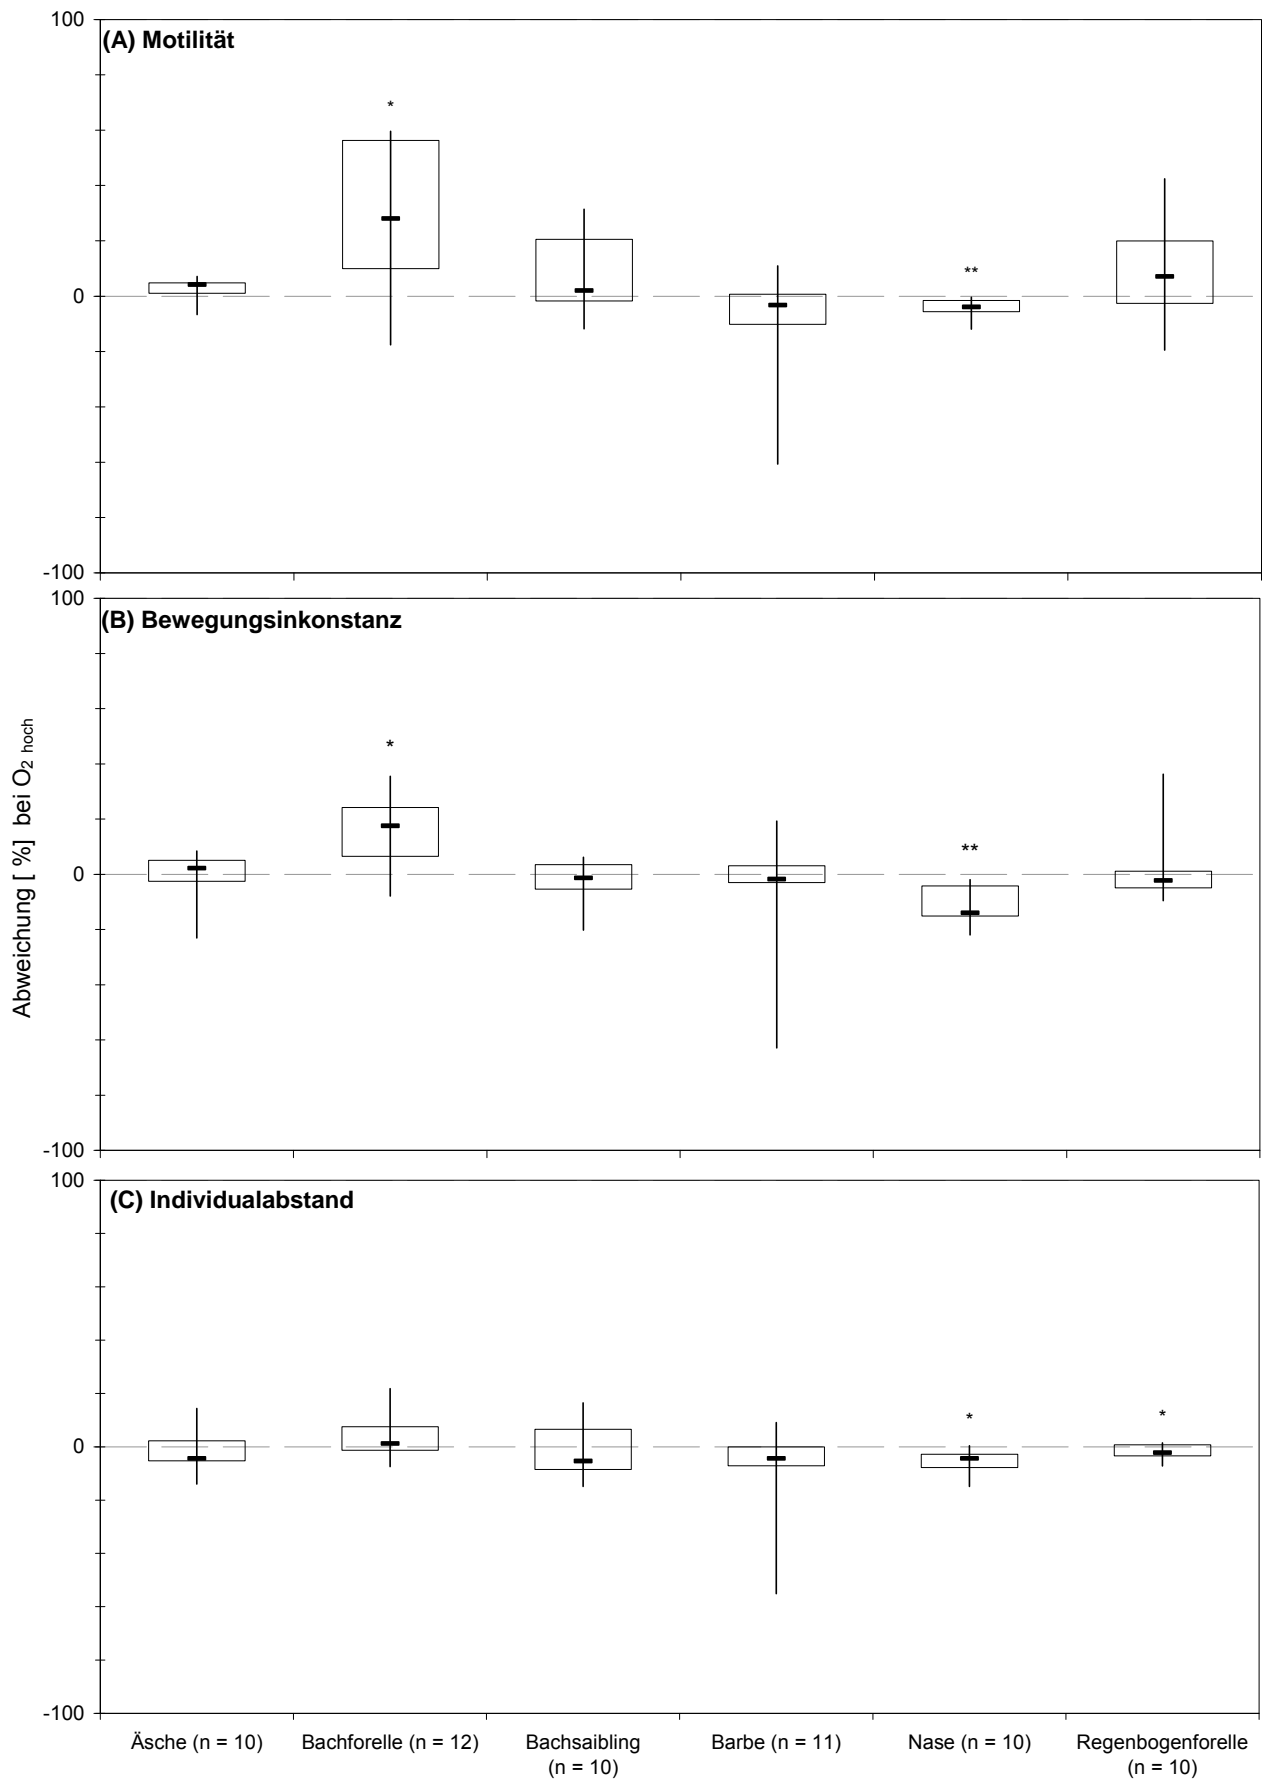 100
(A) Motilität
*
**
0
-100
100
(B) Bewegungsinkonstanz
*
**
0
-100
Abweichung [ %] bei O2 hoch
100
(C) Individualabstand
*
*
0
-100
Äsche (n = 10)
Bachforelle (n = 12)
Bachsaibling
(n = 10)
Barbe (n = 11)
Nase (n = 10)
Regenbogenforelle
(n = 10)